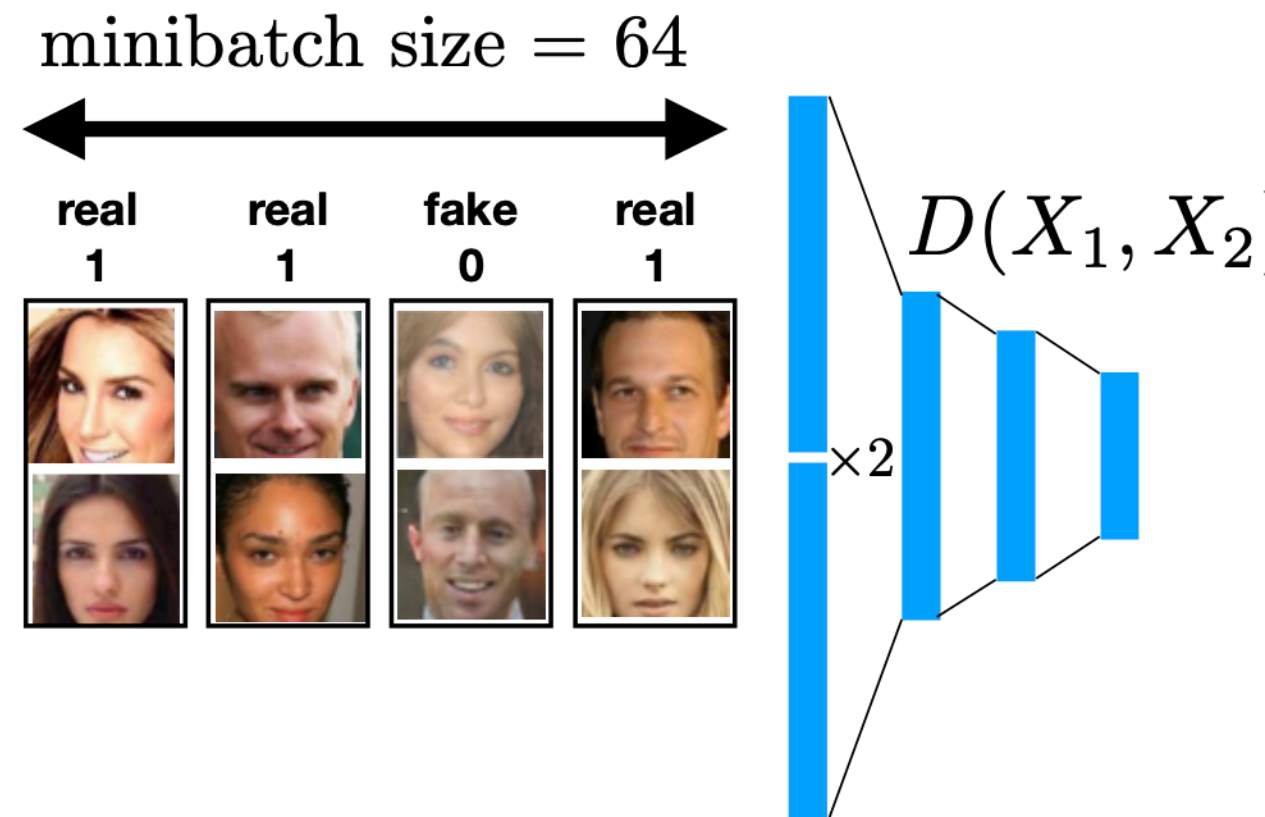 minibatch size = 64
real real fake real
1 1 0 1
D(X₁, X₂)
×2